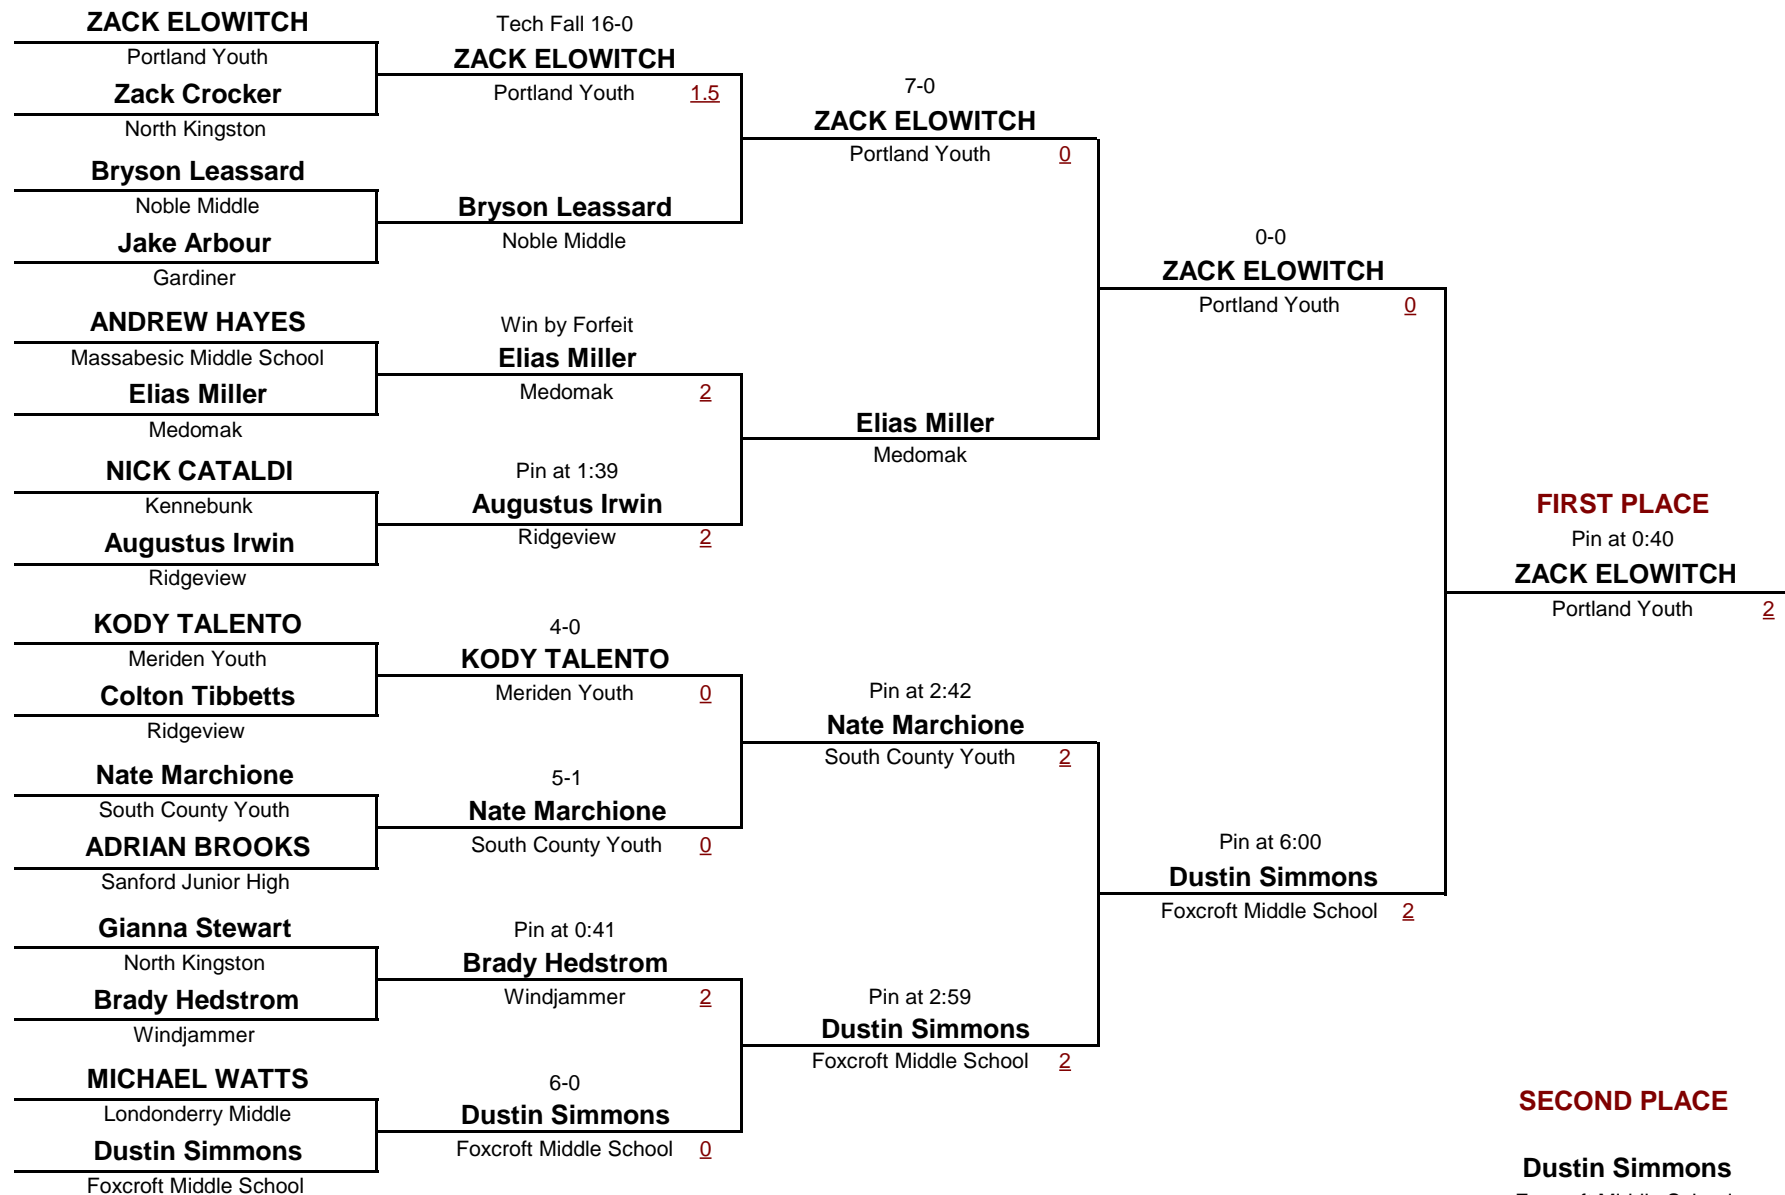 ZACK ELOWITCH
Portland Youth
Zack Crocker
North Kingston
Bryson Leassard
Noble Middle
Jake Arbour
Gardiner
ANDREW HAYES
Massabesic Middle School
Elias Miller
Medomak
NICK CATALDI
Kennebunk
Augustus Irwin
Ridgeview
KODY TALENTO
Meriden Youth
Colton Tibbetts
Ridgeview
Nate Marchione
South County Youth
ADRIAN BROOKS
Sanford Junior High
Gianna Stewart
North Kingston
Brady Hedstrom
Windjammer
MICHAEL WATTS
Londonderry Middle
Dustin Simmons
Foxcroft Middle School
Tech Fall 16-0
ZACK ELOWITCH
Portland Youth 1.5
Bryson Leassard
Noble Middle
Win by Forfeit
Elias Miller
Medomak 2
Pin at 1:39
Augustus Irwin
Ridgeview 2
4-0
KODY TALENTO
Meriden Youth 0
5-1
Nate Marchione
South County Youth 0
Pin at 0:41
Brady Hedstrom
Windjammer 2
6-0
Dustin Simmons
Foxcroft Middle School 0
7-0
ZACK ELOWITCH
Portland Youth 0
Elias Miller
Medomak
Pin at 2:42
Nate Marchione
South County Youth 2
Pin at 2:59
Dustin Simmons
Foxcroft Middle School 2
0-0
ZACK ELOWITCH
Portland Youth 0
Pin at 6:00
Dustin Simmons
Foxcroft Middle School 2
FIRST PLACE
Pin at 0:40
ZACK ELOWITCH
Portland Youth 2
SECOND PLACE
Dustin Simmons